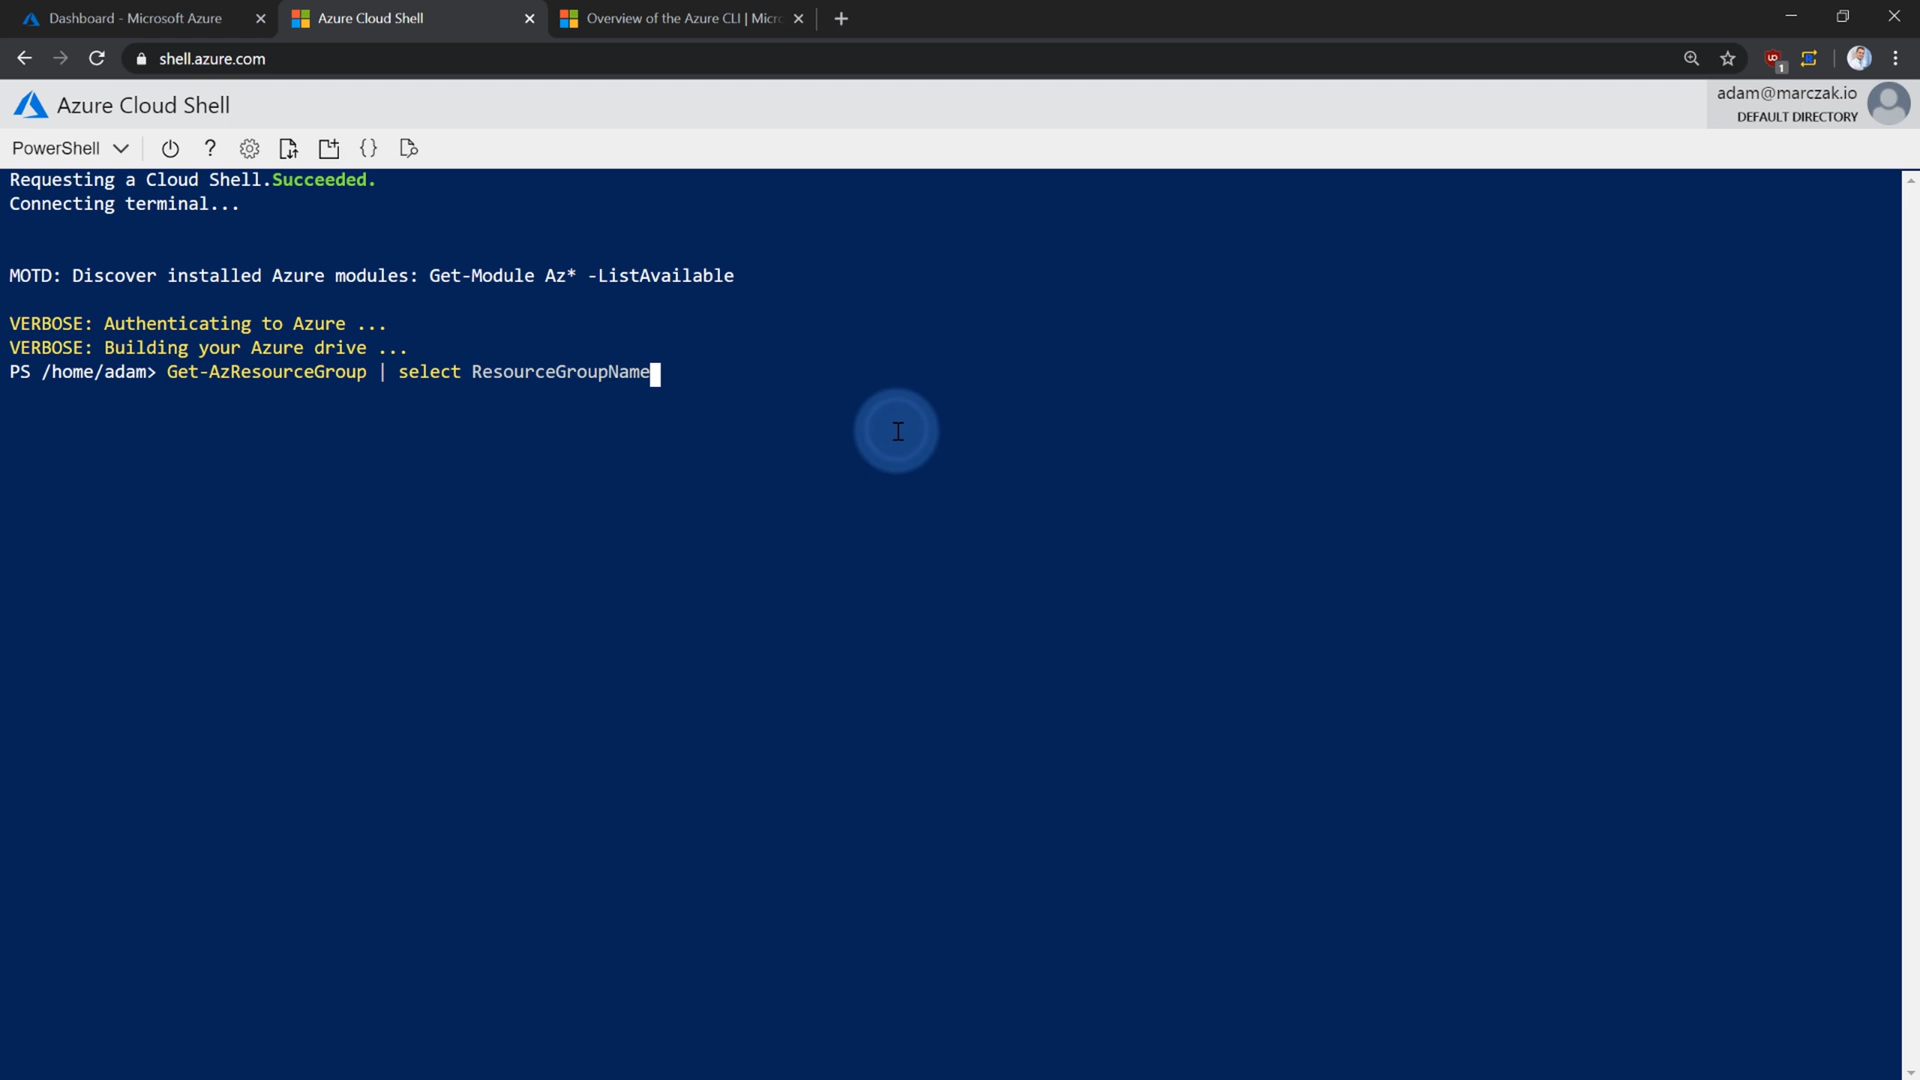 Dashboard - Microsoft Azure
Azure Cloud Shell
Overview of the Azure CLI | Micr
shell.azure.com
1
Azure Cloud Shell
adam@marczak.io
DEFAULT DIRECTORY
PowerShell
?
{}
Requesting a Cloud Shell.Succeeded.
Connecting terminal...
MOTD: Discover installed Azure modules: Get-Module Az* -ListAvailable
VERBOSE: Authenticating to Azure ...
VERBOSE: Building your Azure drive ...
PS /home/adam> Get-AzResourceGroup | select ResourceGroupName